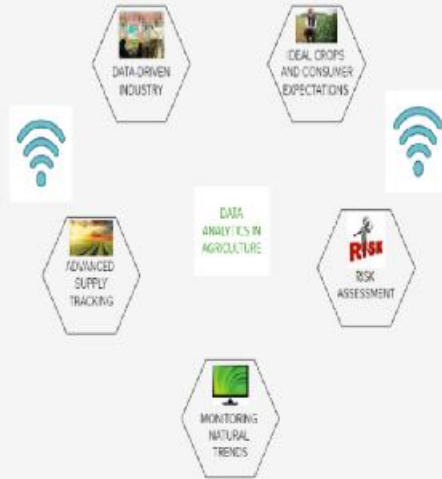 DATA-DRIVEN
INDUSTRY
IDEAL CROPS
AND CONSUMER
EXPECTATIONS
DATA
ANALYTICS IN
AGRICULTURE
ADVANCED
SUPPLY
TRACKING
RISK
RISK
ASSESSMENT
MONITORING
NATURAL
TRENDS